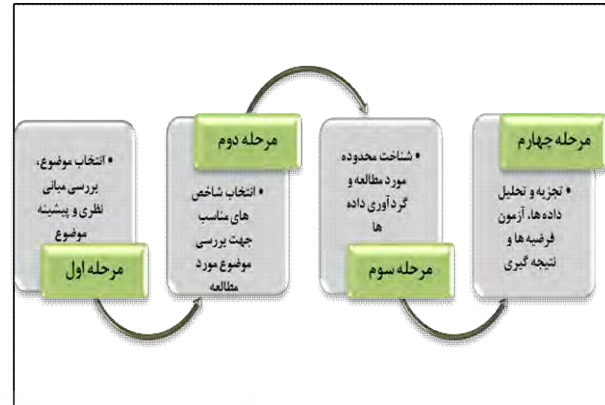 • انتخاب موضوع،
بررسی مبانی
نظری و پیشینه
موضوع
مرحله اول
مرحله دوم
• انتخاب شاخص
های مناسب
جهت بررسی
موضوع مورد
مطالعه
• شناخت محدوده
مورد مطالعه و
گردآوری داده
ها
مرحله سوم
مرحله چهارم
• تجزیه و تحلیل
داده ها، آزمون
فرضیه ها و
نتیجه گیری